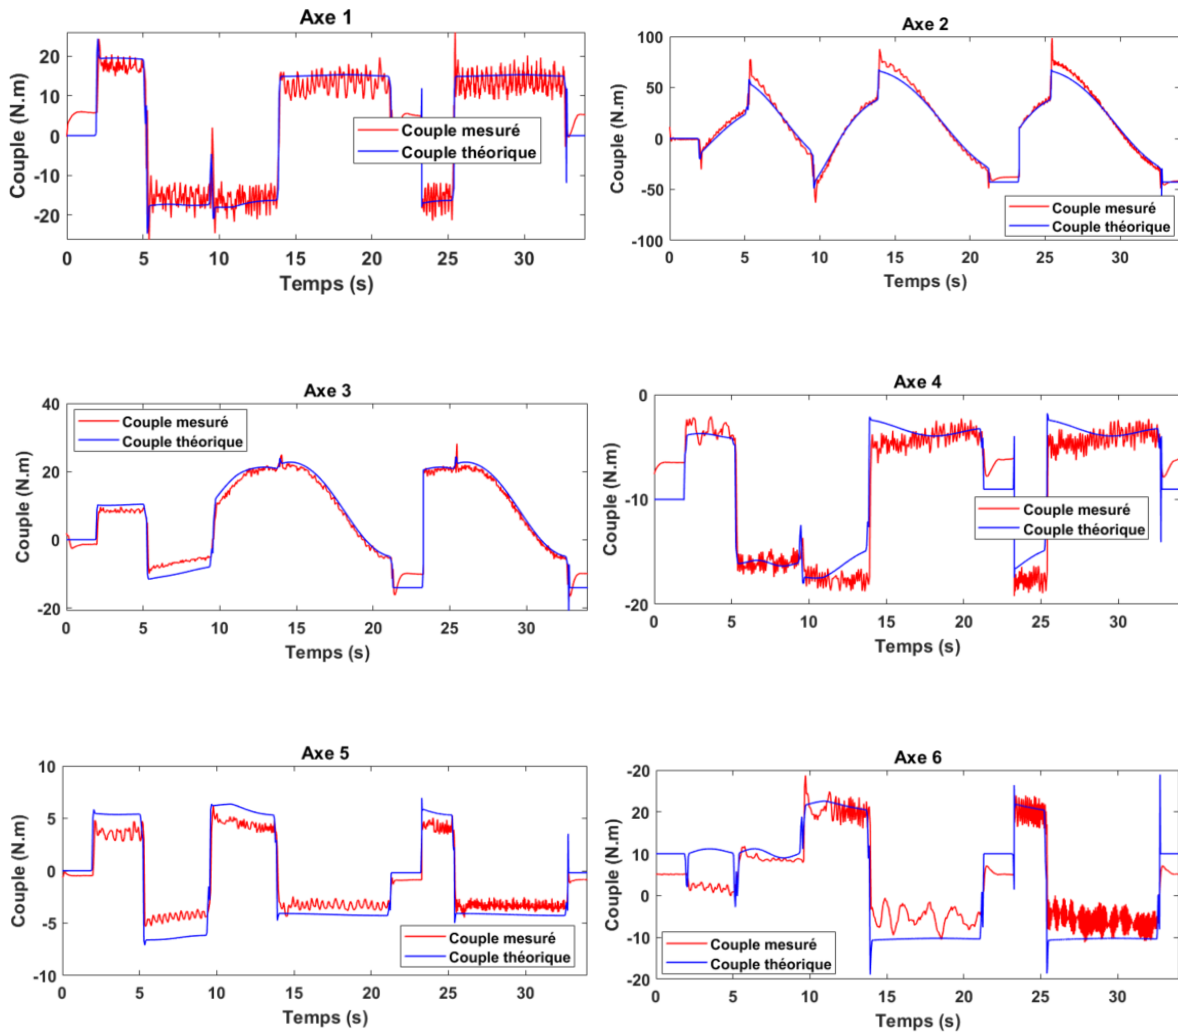 Axe 1
Couple (N.m)
20
10
0
-10
-20
Couple mesuré
Couple théorique
0 5 10 15 20 25 30
Temps (s)
Axe 2
Couple (N.m)
100
50
0
-50
-100
Couple mesuré
Couple théorique
0 5 10 15 20 25 30
Temps (s)
Axe 3
Couple (N.m)
40
20
0
-20
Couple mesuré
Couple théorique
0 5 10 15 20 25 30
Temps (s)
Axe 4
Couple (N.m)
0
-10
-20
Couple mesuré
Couple théorique
0 5 10 15 20 25 30
Temps (s)
Axe 5
Couple (N.m)
10
5
0
-5
-10
Couple mesuré
Couple théorique
0 5 10 15 20 25 30
Temps (s)
Axe 6
Couple (N.m)
-20
20
10
0
-10
-20
Couple mesuré
Couple théorique
0 5 10 15 20 25 30
Temps (s)